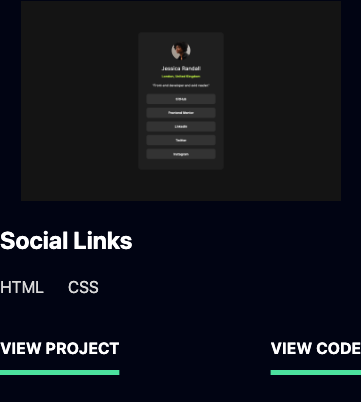 Jessica Randall
London, United Kingdom
"Front-end developer and avid reader."
GitHub
Frontend Mentor
LinkedIn
Twitter
Instagram
Social Links
HTML CSS
VIEW PROJECT VIEW CODE